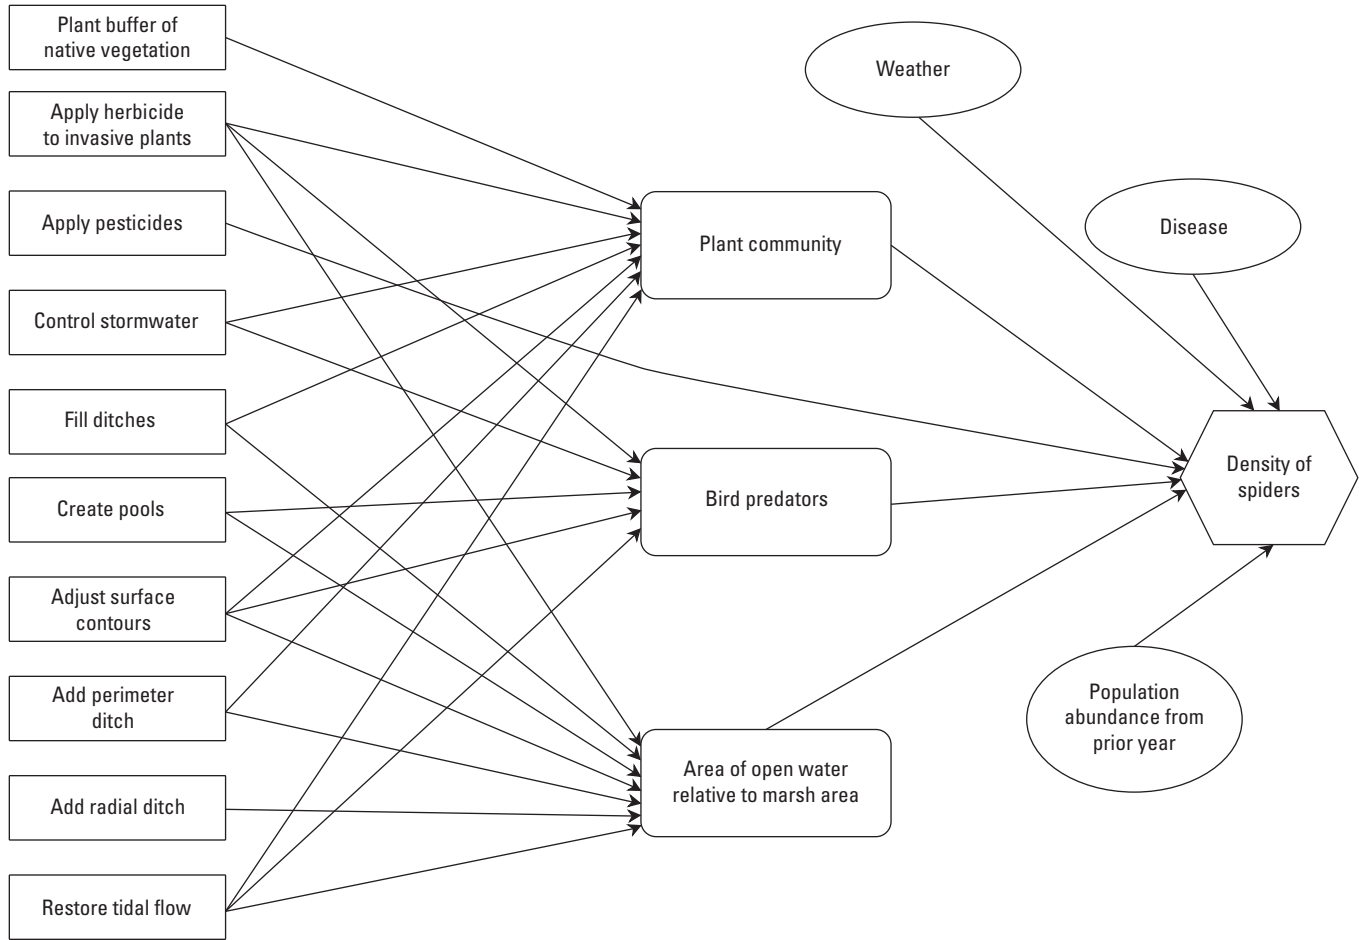 Plant buffer of
native vegetation
Apply herbicide
to invasive plants
Apply pesticides
Control stormwater
Fill ditches
Create pools
Adjust surface
contours
Add perimeter
ditch
Add radial ditch
Restore tidal flow
Plant community
Bird predators
Area of open water
relative to marsh area
Weather
Disease
Density of
spiders
Population
abundance from
prior year